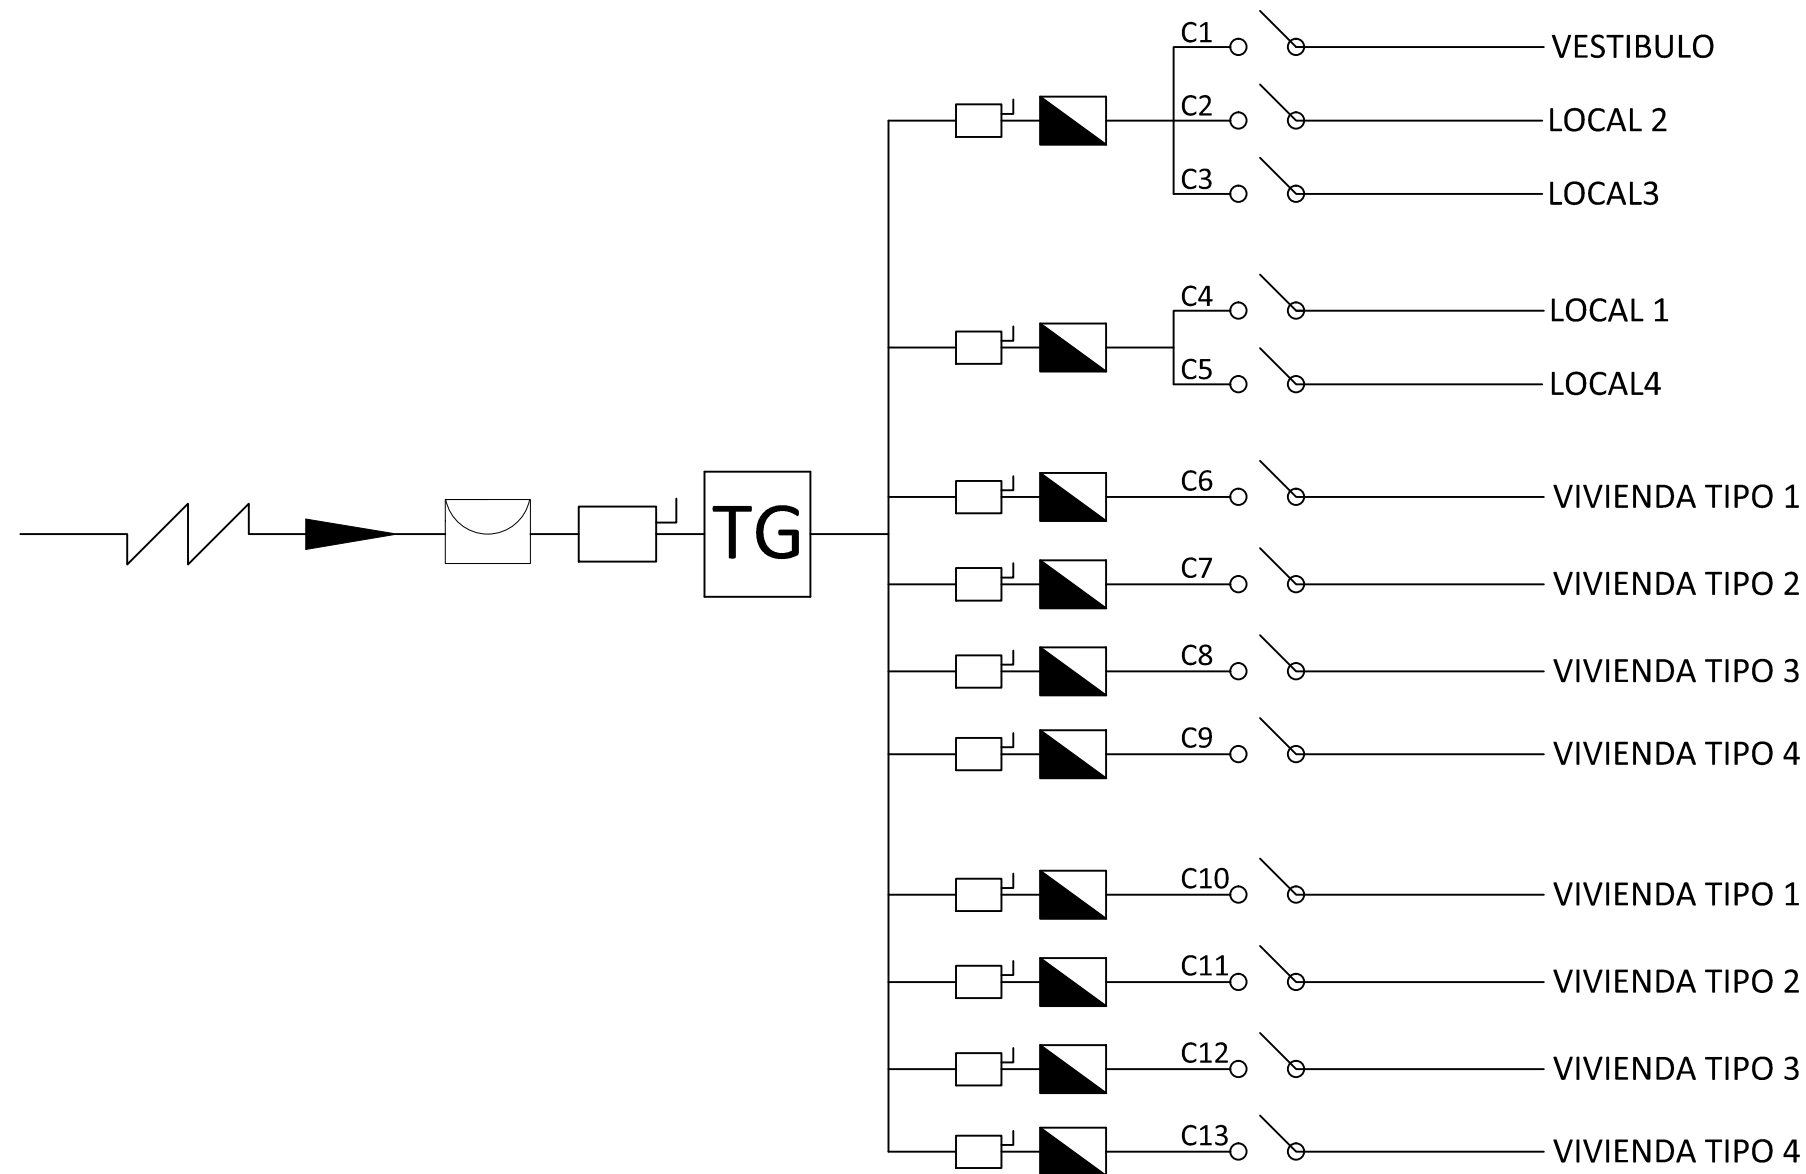 C1 VESTIBULO
C2 LOCAL 2
C3 LOCAL3
C4 LOCAL 1
C5 LOCAL4
TG
C6 VIVIENDA TIPO 1
C7 VIVIENDA TIPO 2
C8 VIVIENDA TIPO 3
C9 VIVIENDA TIPO 4
C10 VIVIENDA TIPO 1
C11 VIVIENDA TIPO 2
C12 VIVIENDA TIPO 3
C13 VIVIENDA TIPO 4